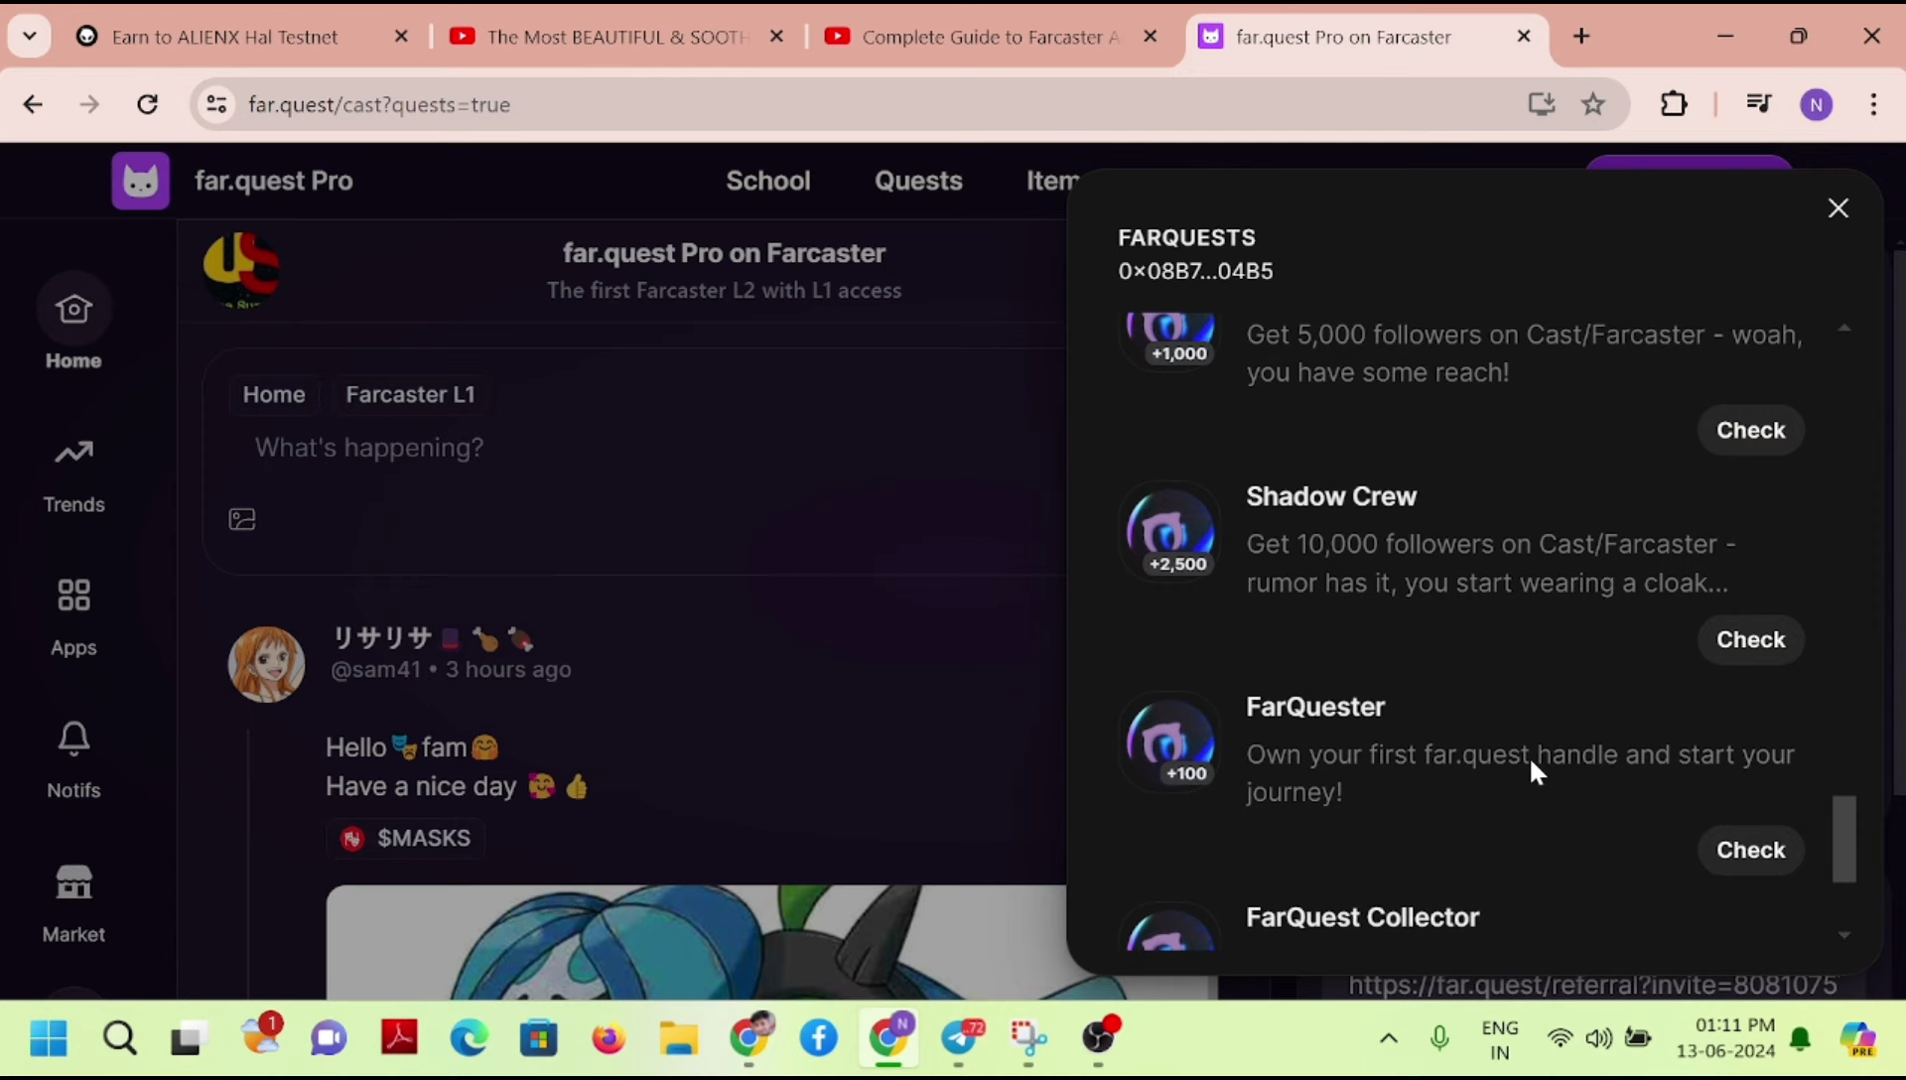 Earn to ALIENX Hal Testnet
The Most BEAUTIFUL & SOOTH
Complete Guide to Farcaster A
far.quest Pro on Farcaster
far.quest/cast?quests=true
N
far.quest Pro
School
Quests
Item
FARQUESTS
0×08B7...04B5
US
far.quest Pro on Farcaster
The first Farcaster L2 with L1 access
Home
Trends
Apps
Notifs
Market
Home
Farcaster L1
What's happening?
リサリサ
@sam41 • 3 hours ago
Hello🎭fam🤗
Have a nice day 🥰 👍
$MASKS
+1,000
Get 5,000 followers on Cast/Farcaster - woah,
you have some reach!
Check
Shadow Crew
+2,500
Get 10,000 followers on Cast/Farcaster -
rumor has it, you start wearing a cloak...
Check
FarQuester
+100
Own your first far.quest handle and start your
journey!
Check
FarQuest Collector
https://far.quest/referral?invite=8081075
1
N
72
ENG
IN
01:11 PM
13-06-2024
PRE